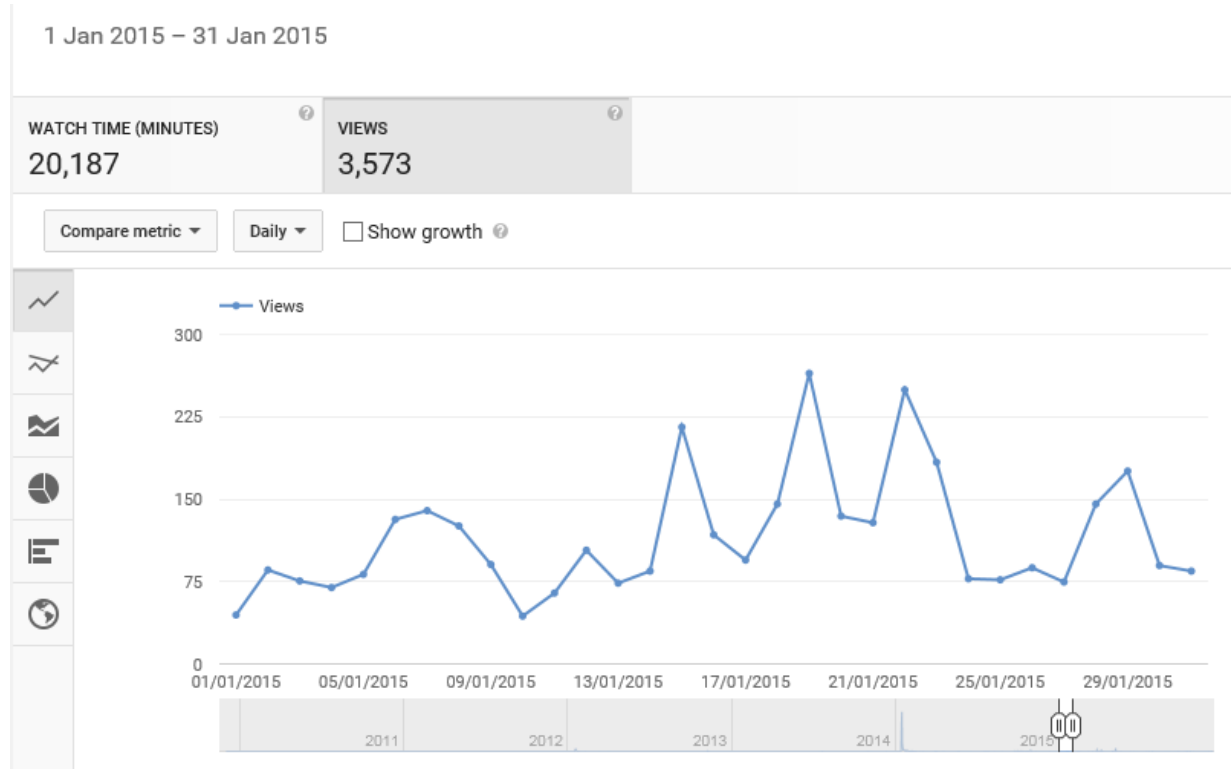 1 Jan 2015 – 31 Jan 2015
WATCH TIME (MINUTES)
20,187
VIEWS
3,573
Compare metric
Daily
Show growth
Views
300
225
150
75
0
01/01/2015 05/01/2015 09/01/2015 13/01/2015 17/01/2015 21/01/2015 25/01/2015 29/01/2015
2011 2012 2013 2014 2015